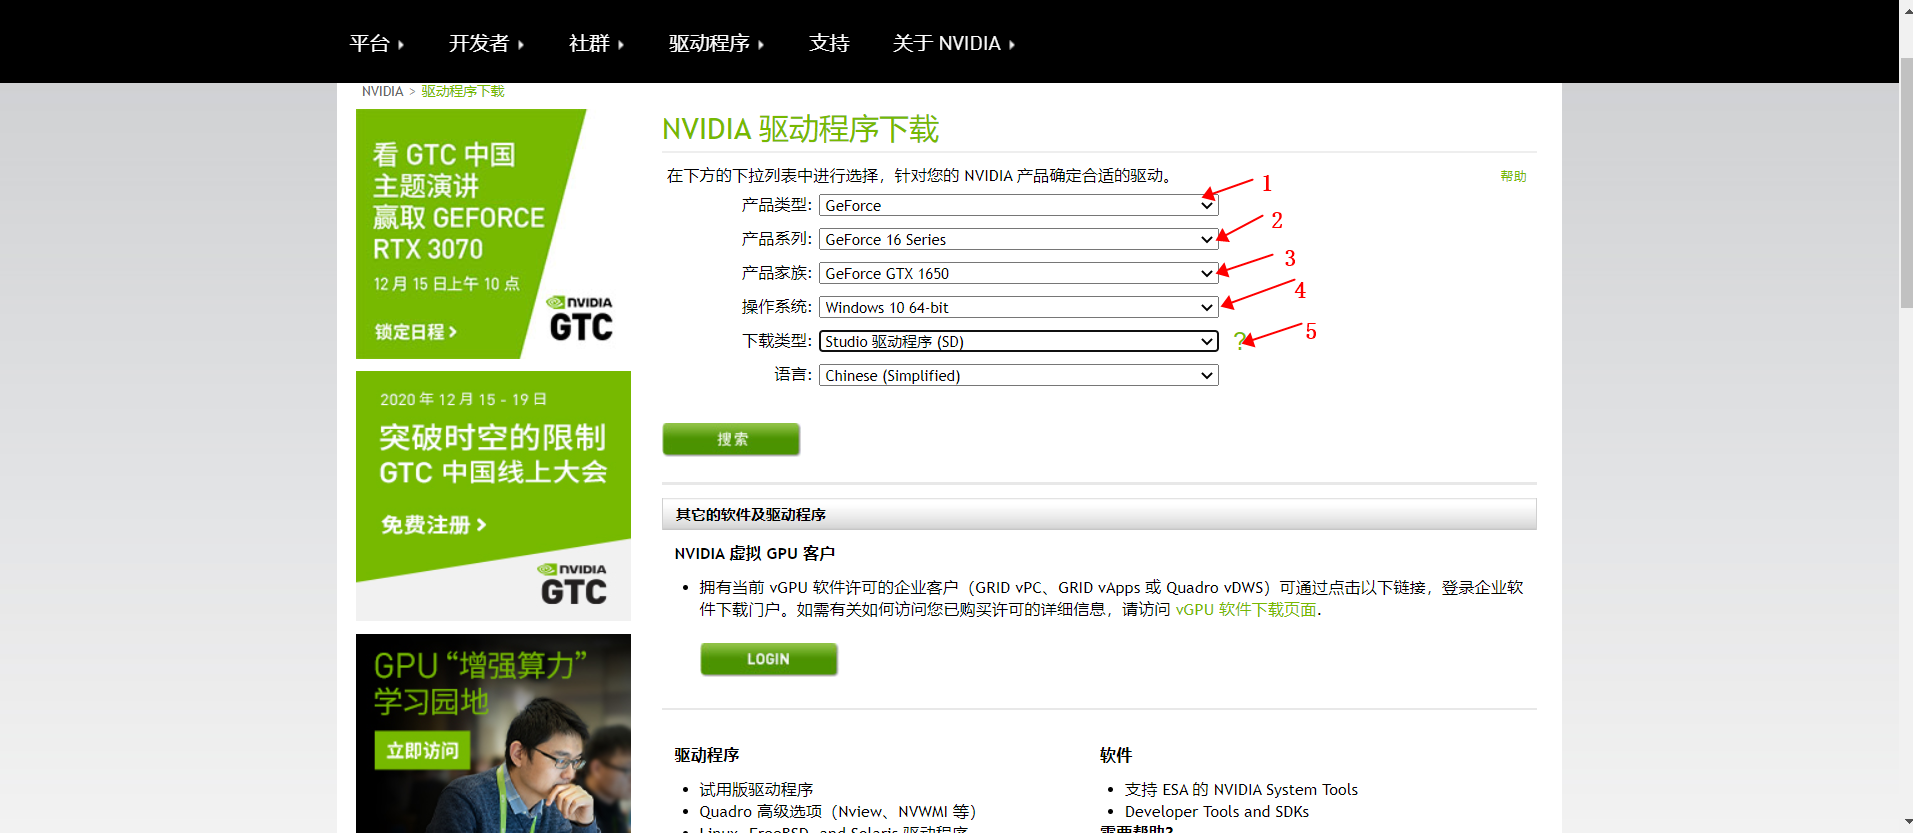 平台
开发者
社群
驱动程序
支持
关于 NVIDIA
NVIDIA > 驱动程序下载
看 GTC 中国
主题演讲
赢取 GEFORCE
RTX 3070
12 月 15 日上午 10 点
锁定日程
NVIDIA
GTC
2020 年 12 月 15 - 19 日
突破时空的限制
GTC 中国线上大会
免费注册
NVIDIA
GTC
GPU “增强算力”
学习园地
立即访问
NVIDIA 驱动程序下载
在下方的下拉列表中进行选择，针对您的 NVIDIA 产品确定合适的驱动。
帮助
产品类型: GeForce 1
产品系列: GeForce 16 Series 2
产品家族: GeForce GTX 1650 3
操作系统: Windows 10 64-bit 4
下载类型: Studio 驱动程序 (SD) ? 5
语言: Chinese (Simplified)
搜索
其它的软件及驱动程序
NVIDIA 虚拟 GPU 客户
拥有当前 vGPU 软件许可的企业客户（GRID vPC、GRID vApps 或 Quadro vDWS）可通过点击以下链接，登录企业软
件下载门户。如需有关如何访问您已购买许可的详细信息，请访问 vGPU 软件下载页面.
LOGIN
驱动程序
试用版驱动程序
Quadro 高级选项（Nview、NVWMI 等）
Linux, FreeBSD, and Solaris 驱动程序
软件
支持 ESA 的 NVIDIA System Tools
Developer Tools and SDKs
需要帮助?